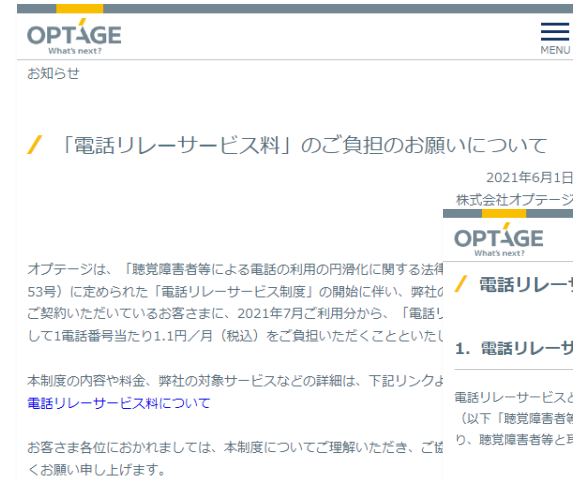 OPTAGE
What's next?
MENU
お知らせ
「電話リレーサービス料」のご負担のお願いについて
2021年6月1日
株式会社オプテージ
オプテージは、「聴覚障害者等による電話の利用の円滑化に関する法律
53号）に定められた「電話リレーサービス制度」の開始に伴い、弊社の
ご契約いただいているお客さまに、2021年7月ご利用分から、「電話リ
して1電話番号当たり1.1円／月（税込）をご負担いただくことといたし
本制度の内容や料金、弊社の対象サービスなどの詳細は、下記リンクよ
電話リレーサービス料について
お客さま各位におかれましては、本制度についてご理解いただき、ご協
くお願い申し上げます。
OPTAGE
What's next?
電話リレーサ
1. 電話リレーサ
電話リレーサービスと
（以下「聴覚障害者等
り、聴覚障害者等と耳